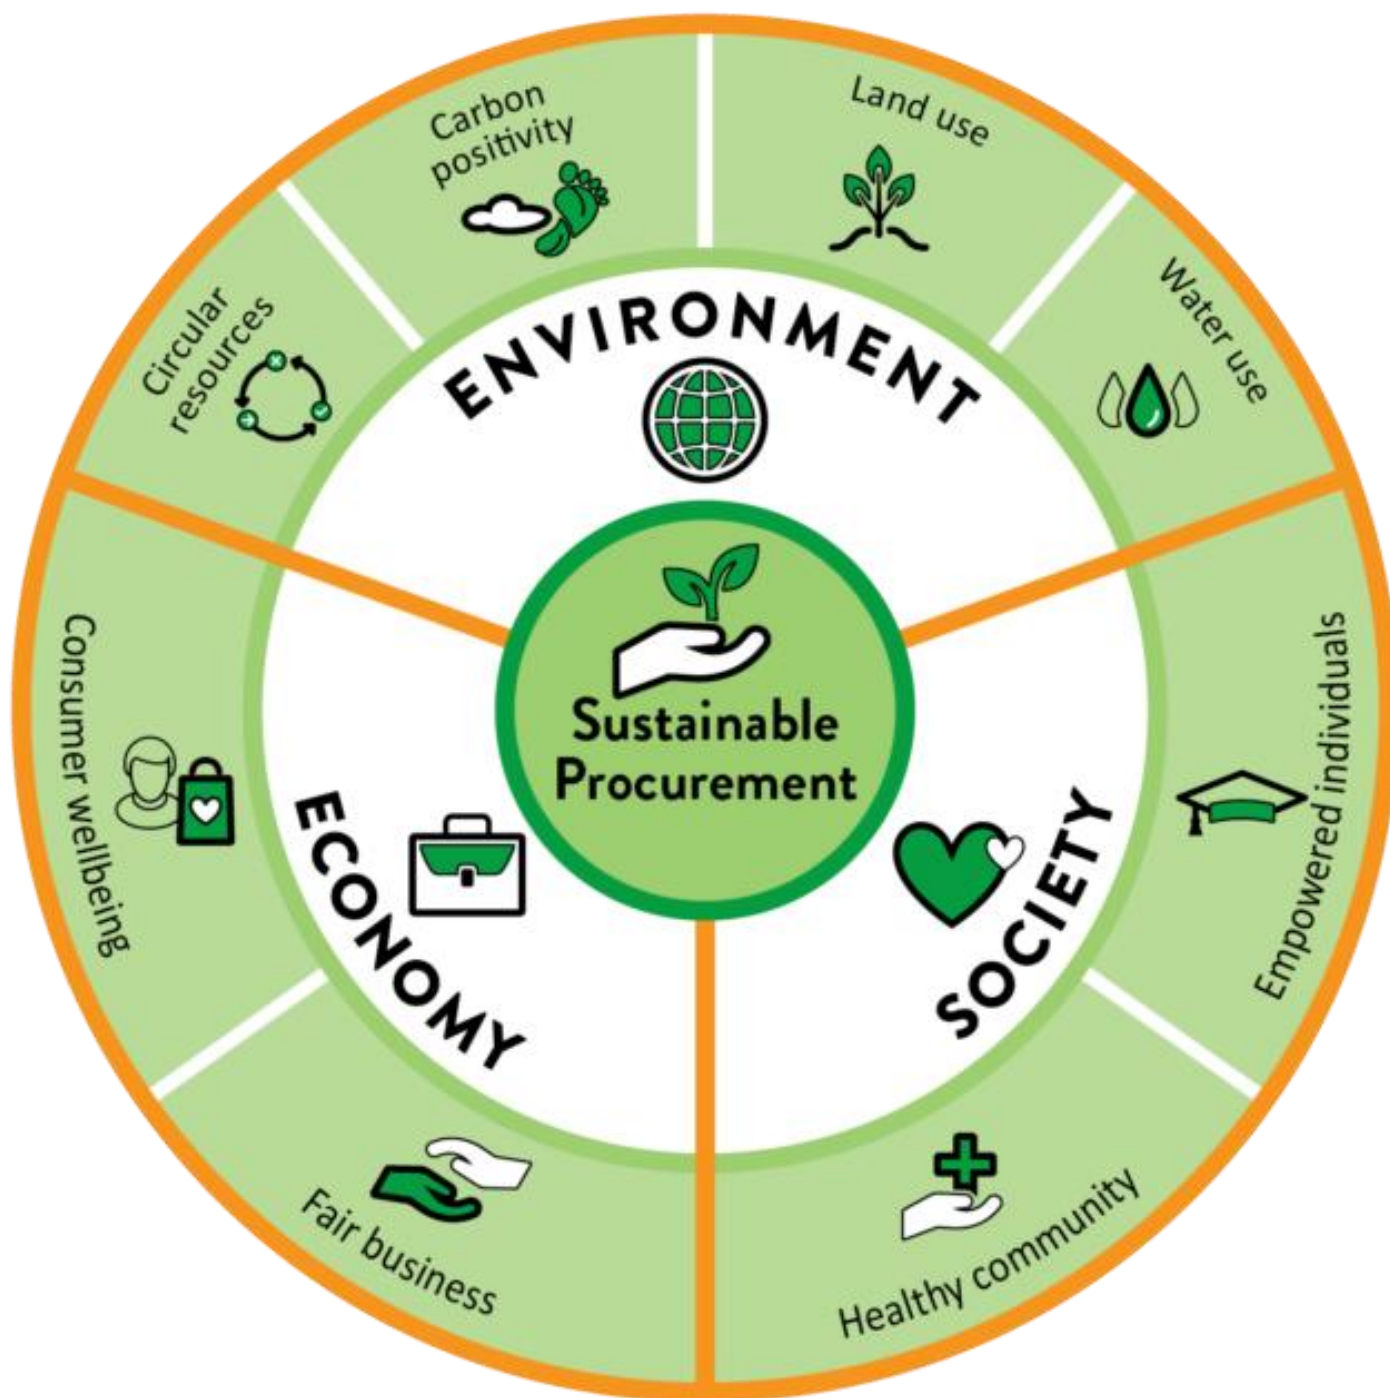 Carbon
positivity
Land use
Water use
Circular
resources
ENVIRONMENT
Sustainable
Procurement
Consumer wellbeing
ECONOMY
SOCIETY
Empowered individuals
Fair business
Healthy community